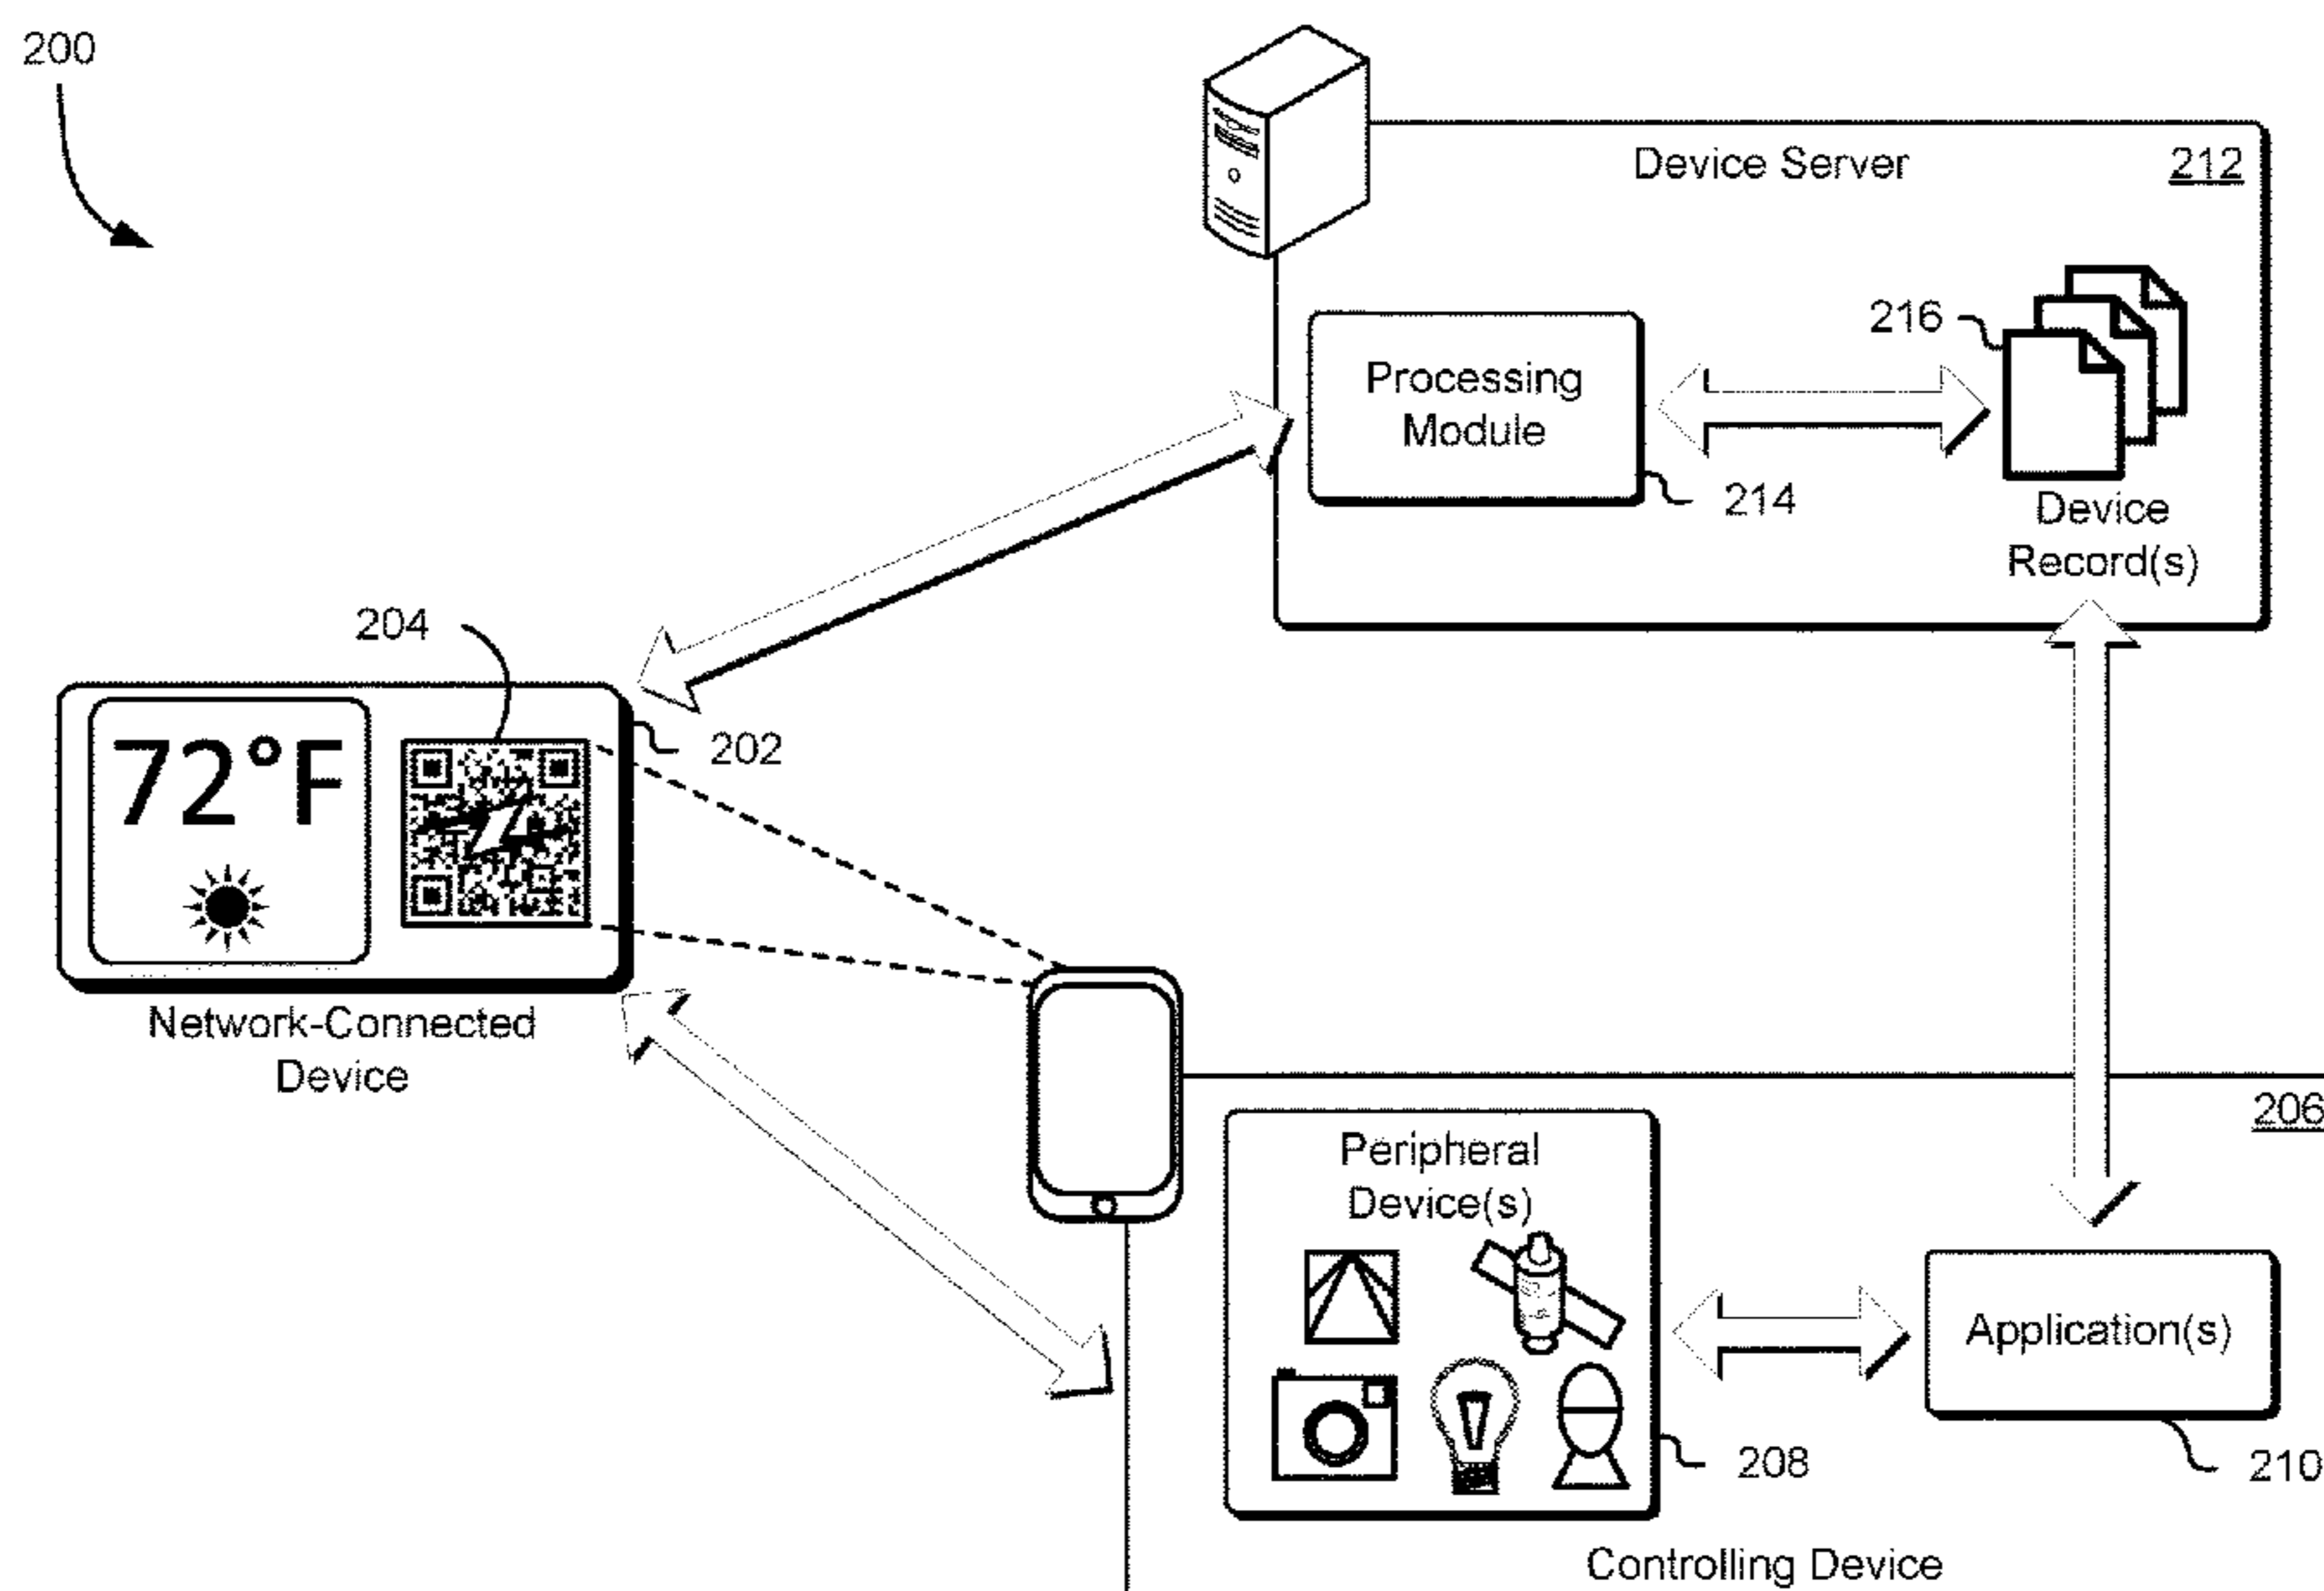 200
Device Server
212
216
Processing
Module
214
Device
Record(s)
204
72°F
202
Network-Connected
Device
206
Peripheral
Device(s)
Application(s)
208
210
Controlling Device